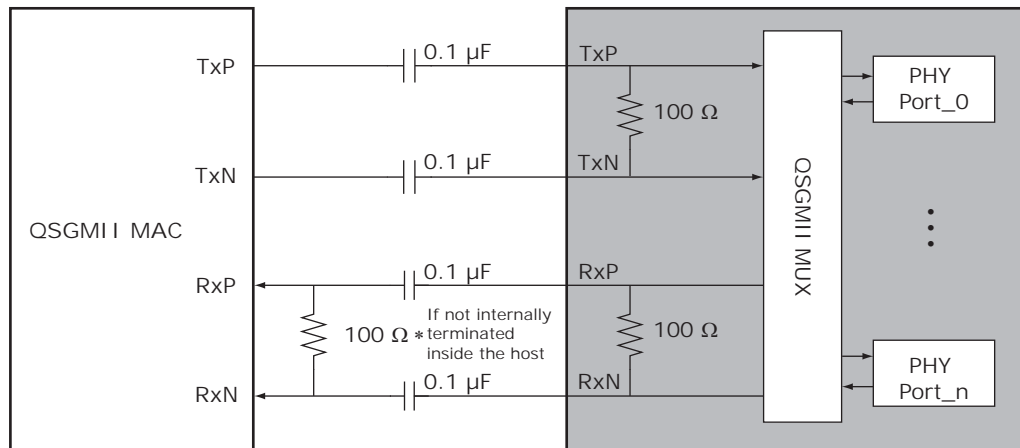 0.1 µF
TxP
TxP
PHY
Port_0
100 Ω
0.1 µF
TxN
TxN
QSGMII MAC
QSGMII MUX
0.1 µF
RxP
RxP
If not internally
100 Ω * terminated
inside the host
100 Ω
0.1 µF
RxN
RxN
PHY
Port_n